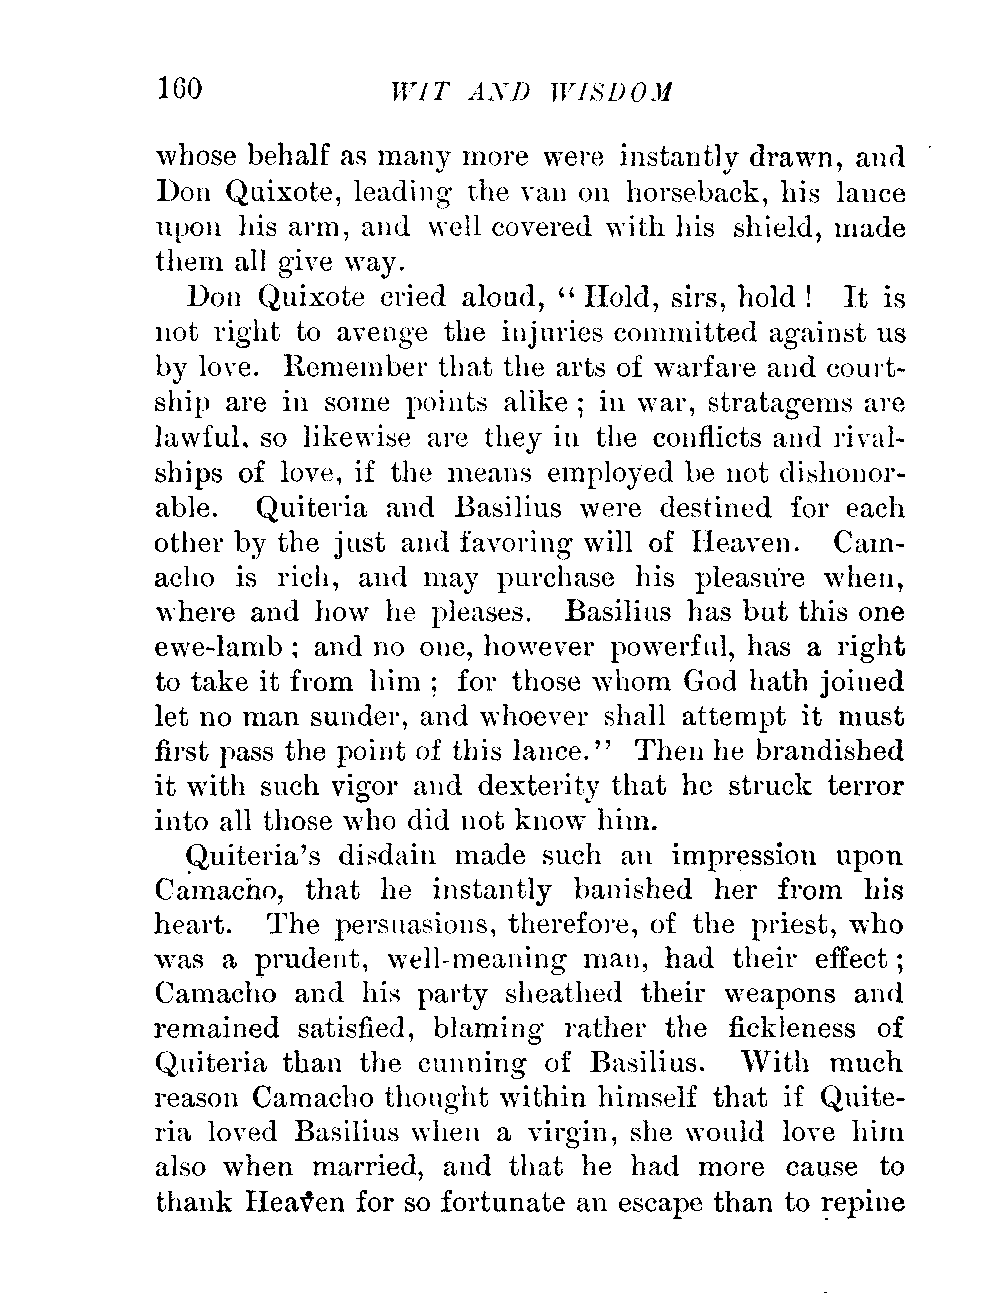 160 WIT AND WISDOM
whose behalf as many more were instantly drawn, and
Don Quixote, leading the van on horseback, his lance
upon his arm, and well covered with his shield, made
them all give way.
Don Quixote cried aloud, “Hold, sirs, hold! It is
not right to avenge the injuries committed against us
by love. Remember that the arts of warfare and court-
ship are in some points alike; in war, stratagems are
lawful, so likewise are they in the conflicts and rival-
ships of love, if the means employed be not dishonor-
able. Quiteria and Basilius were destined for each
other by the just and favoring will of Heaven. Cam-
acho is rich, and may purchase his pleasure when,
where and how he pleases. Basilius has but this one
ewe-lamb; and no one, however powerful, has a right
to take it from him; for those whom God hath joined
let no man sunder, and whoever shall attempt it must
first pass the point of this lance.” Then he brandished
it with such vigor and dexterity that he struck terror
into all those who did not know him.
Quiteria’s disdain made such an impression upon
Camacho, that he instantly banished her from his
heart. The persuasions, therefore, of the priest, who
was a prudent, well-meaning man, had their effect;
Camacho and his party sheathed their weapons and
remained satisfied, blaming rather the fickleness of
Quiteria than the cunning of Basilius. With much
reason Camacho thought within himself that if Quite-
ria loved Basilius when a virgin, she would love him
also when married, and that he had more cause to
thank Heaven for so fortunate an escape than to repine